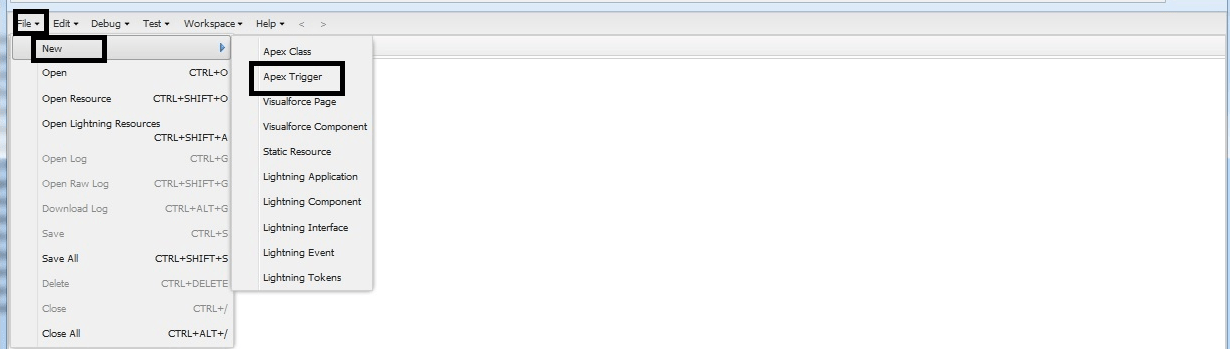 File Edit Debug Test Workspace Help < >
New
Open CTRL+O
Open Resource CTRL+SHIFT+O
Open Lightning Resources
CTRL+SHIFT+A
Open Log CTRL+G
Open Raw Log CTRL+SHIFT+G
Download Log CTRL+ALT+G
Save CTRL+S
Save All CTRL+SHIFT+S
Delete CTRL+DELETE
Close CTRL+/
Close All CTRL+ALT+/
Apex Class
Apex Trigger
Visualforce Page
Visualforce Component
Static Resource
Lightning Application
Lightning Component
Lightning Interface
Lightning Event
Lightning Tokens